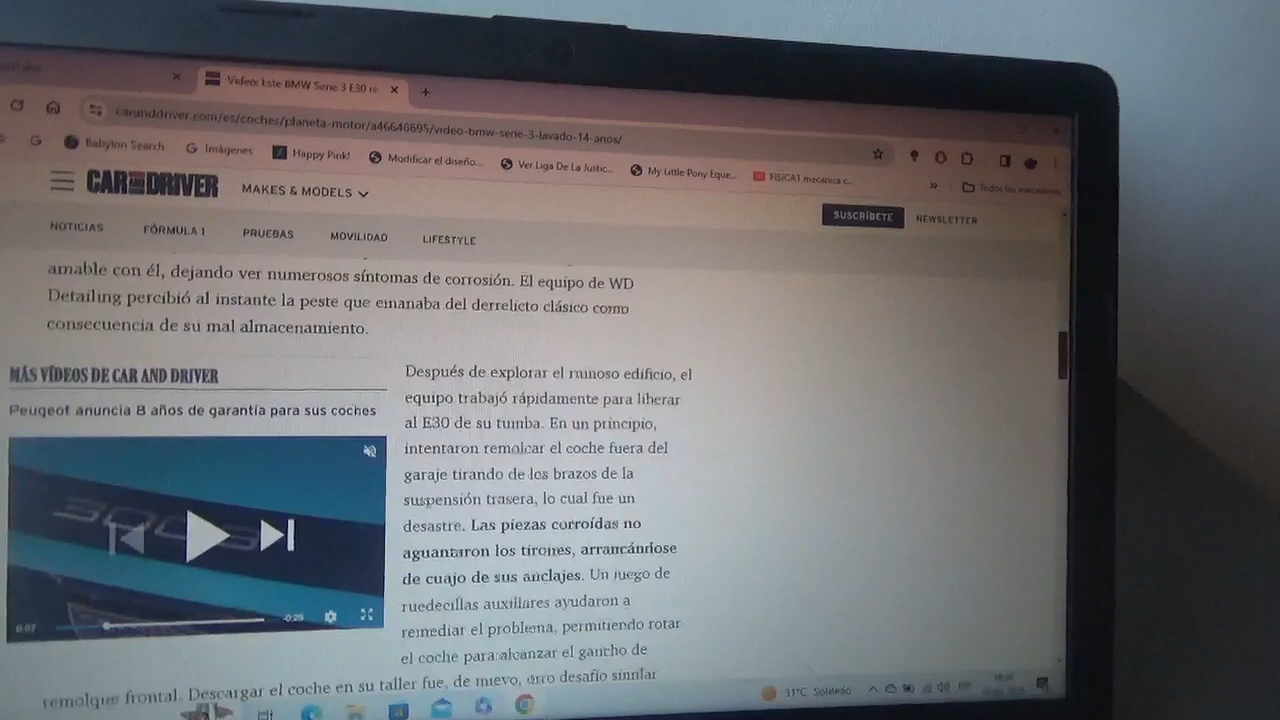 Video: Este BMW Serie 3 E30 re
caranddriver.com/es/coches/planeta-motor/a46646695/video-bmw-serie-3-lavado-14-anos/
Babylon Search
Imágenes
Happy Pink!
Modificar el diseño...
Ver Liga De La Justic...
My Little Pony Eque...
FISICA1 mecanica c...
»
Todos los marcadores
CAR AND DRIVER
MAKES & MODELS
SUSCRÍBETE
NEWSLETTER
NOTICIAS
FÓRMULA 1
PRUEBAS
MOVILIDAD
LIFESTYLE
amable con él, dejando ver numerosos síntomas de corrosión. El equipo de WD
Detailing percibió al instante la peste que emanaba del derrelicto clásico como
consecuencia de su mal almacenamiento.
MÁS VÍDEOS DE CAR AND DRIVER
Peugeot anuncia 8 años de garantía para sus coches
0:07
-0:25
Después de explorar el ruinoso edificio, el
equipo trabajó rápidamente para liberar
al E30 de su tumba. En un principio,
intentaron remolcar el coche fuera del
garaje tirando de los brazos de la
suspensión trasera, lo cual fue un
desastre. Las piezas corroídas no
aguantaron los tirones, arrancándose
de cuajo de sus anclajes. Un juego de
ruedecillas auxiliares ayudaron a
remediar el problema, permitiendo rotar
el coche para alcanzar el gancho de
remolque frontal. Descargar el coche en su taller fue, de nuevo, otro desafío similar
31°C Soleado